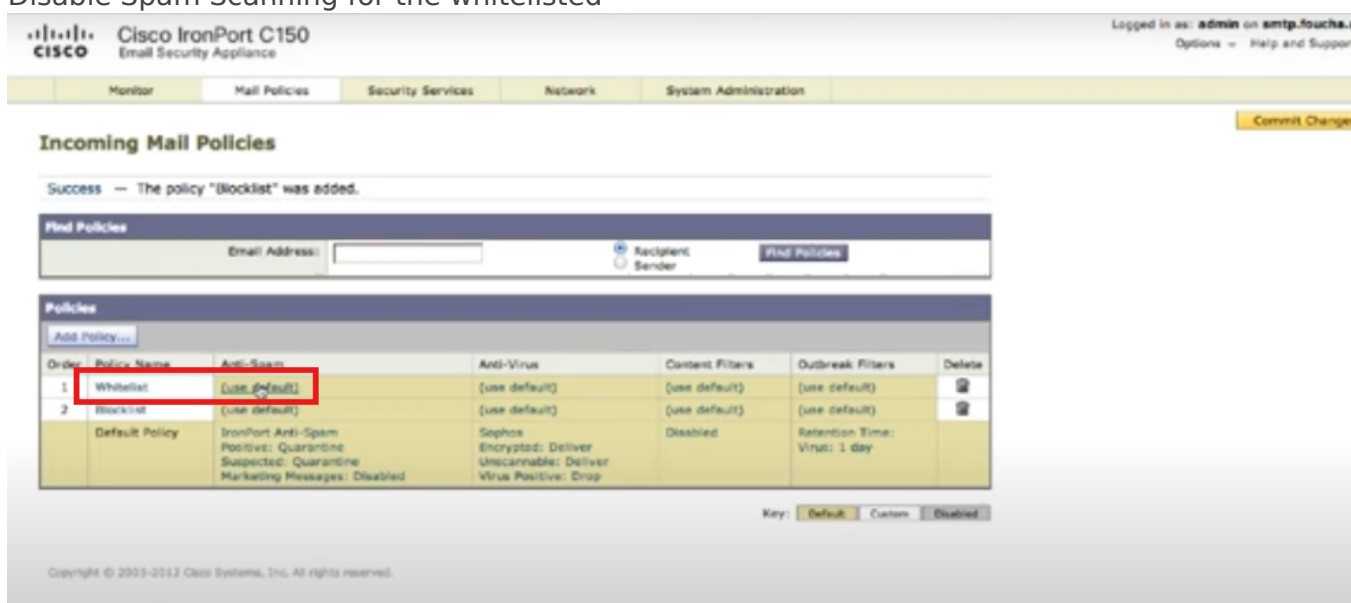 Disable Spam Scanning for the whitelisted
CISCO
Cisco IronPort C150
Email Security Appliance
Logged in as: admin on smtp.foucha.
Options Help and Suppor
Monitor Mail Policies Security Services Network System Administration
Commit Change
Incoming Mail Policies
Success — The policy "Blocklist" was added.
Find Policies
Email Address: Recipient Find Policies
Sender
Policies
Add Policy...
Order Policy Name Anti-Spam Anti-Virus Content Filters Outbreak Filters Delete
1 Whitelist (use default) (use default) (use default) (use default)
2 Blocklist (use default) (use default) (use default) (use default)
Default Policy IronPort Anti-Spam Sophos Disabled Retention Time:
Positive: Quarantine Encrypted: Deliver Virus: 1 day
Suspected: Quarantine Unscannable: Deliver
Marketing Messages: Disabled Virus Positive: Drop
Key: Default Custom Disabled
Copyright © 2003-2012 Cisco Systems, Inc. All rights reserved.